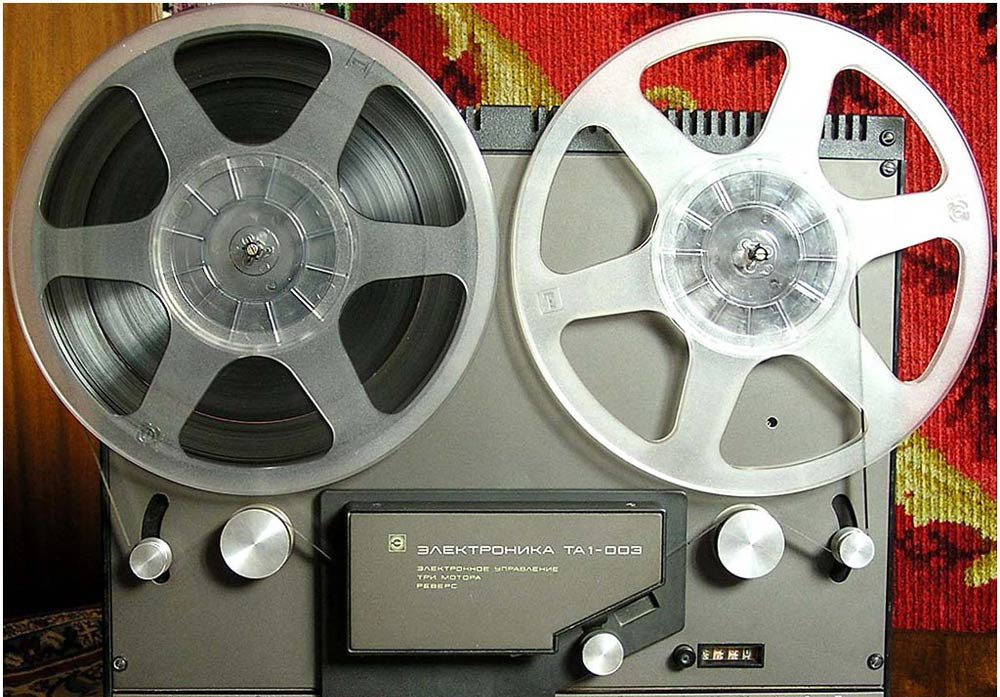 ЭЛЕКТРОНИКА ТА1-003
ЭЛЕКТРОННОЕ УПРАВЛЕНИЕ
ТРИ МОТОРА
РЕВЕРС